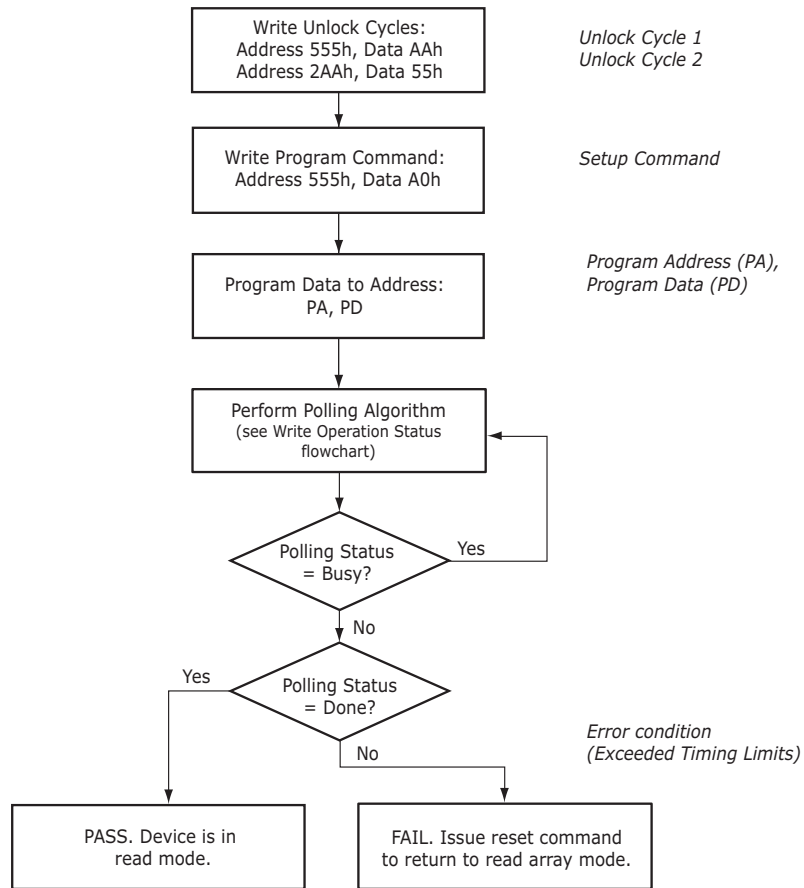 Write Unlock Cycles:
Address 555h, Data AAh
Address 2AAh, Data 55h
Unlock Cycle 1
Unlock Cycle 2
Write Program Command:
Address 555h, Data A0h
Setup Command
Program Data to Address:
PA, PD
Program Address (PA),
Program Data (PD)
Perform Polling Algorithm
(see Write Operation Status
flowchart)
Polling Status
= Busy?
Yes
No
Yes
Polling Status
= Done?
No
Error condition
(Exceeded Timing Limits)
PASS. Device is in
read mode.
FAIL. Issue reset command
to return to read array mode.